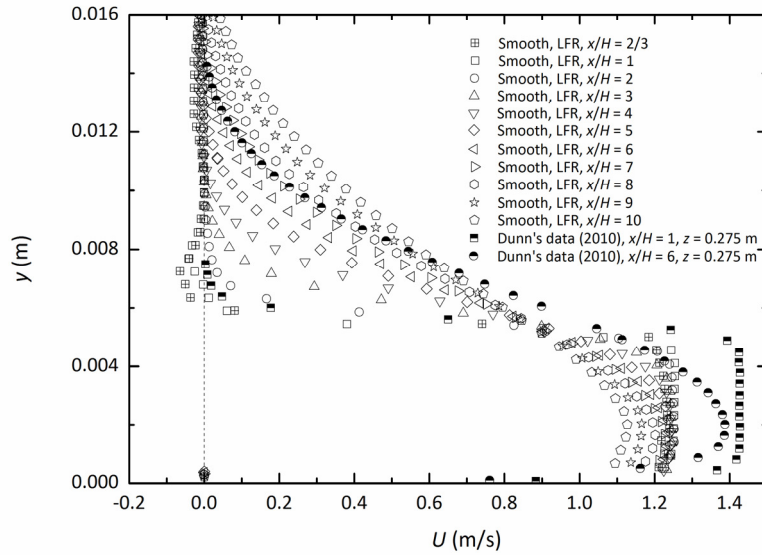 0.016
0.012
0.008
0.004
0.000
y (m)
Smooth, LFR, x/H = 2/3
Smooth, LFR, x/H = 1
Smooth, LFR, x/H = 2
Smooth, LFR, x/H = 3
Smooth, LFR, x/H = 4
Smooth, LFR, x/H = 5
Smooth, LFR, x/H = 6
Smooth, LFR, x/H = 7
Smooth, LFR, x/H = 8
Smooth, LFR, x/H = 9
Smooth, LFR, x/H = 10
Dunn's data (2010), x/H = 1, z = 0.275 m
Dunn's data (2010), x/H = 6, z = 0.275 m
-0.2 0.0 0.2 0.4 0.6 0.8 1.0 1.2 1.4
U (m/s)